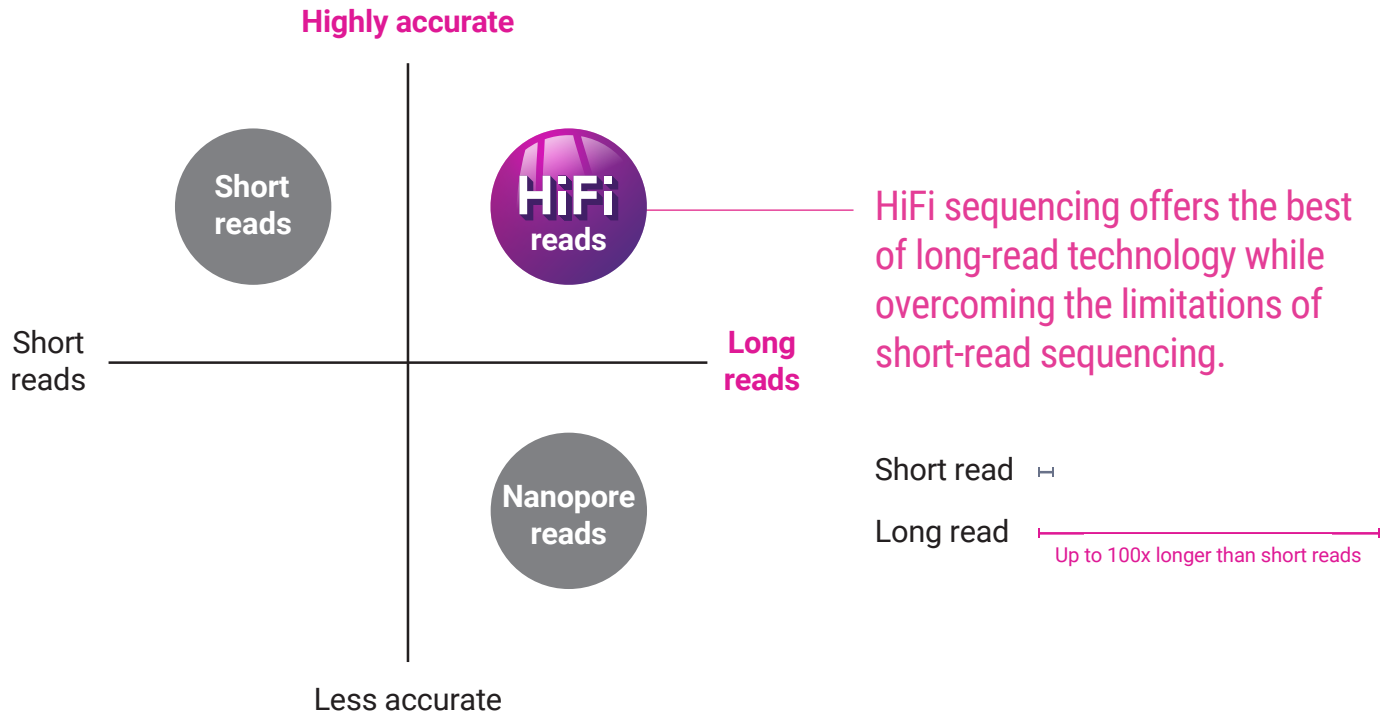 Highly accurate
Short
reads
HiFi
reads
HiFi sequencing offers the best
of long-read technology while
overcoming the limitations of
short-read sequencing.
Short
reads
Long
reads
Nanopore
reads
Short read
Long read
Up to 100x longer than short reads
Less accurate